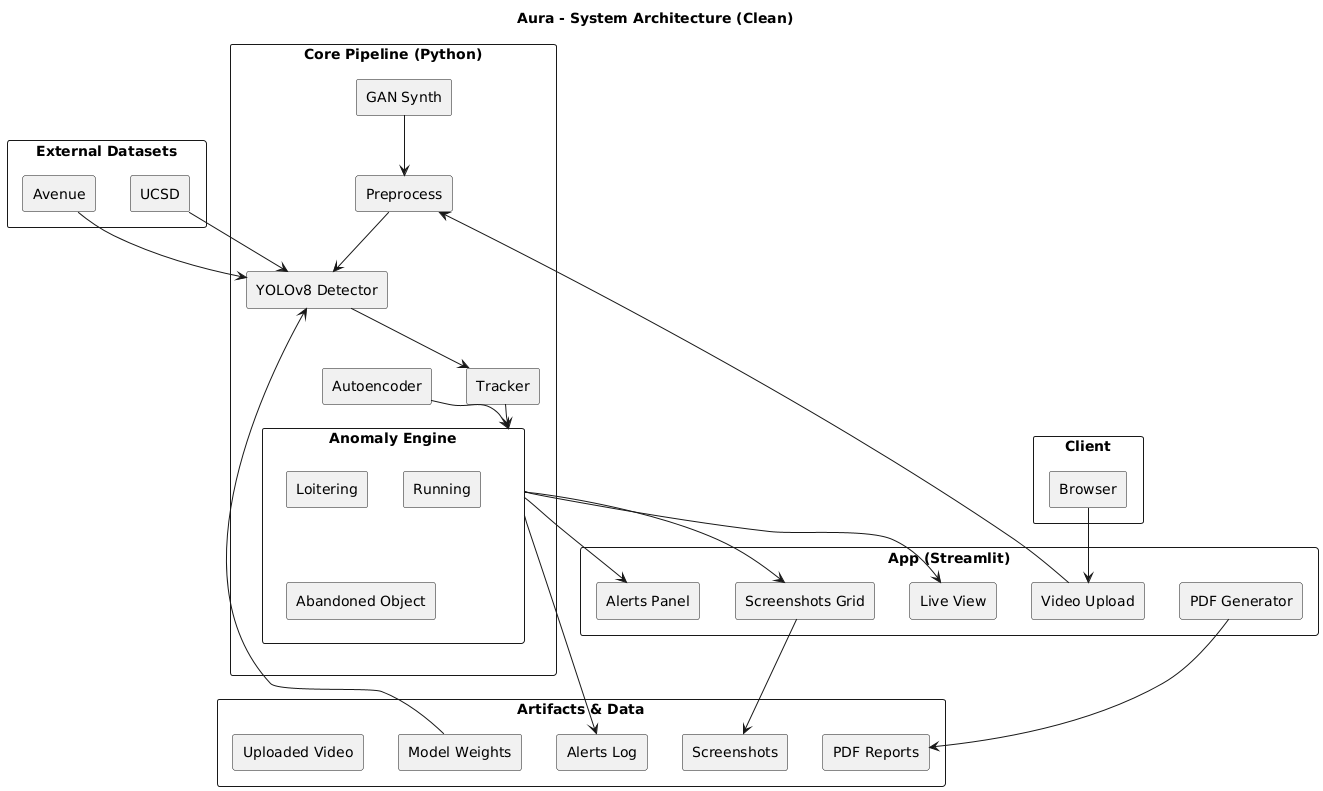 Aura - System Architecture (Clean)
Core Pipeline (Python)
GAN Synth
External Datasets
Avenue
UCSD
Preprocess
YOLOv8 Detector
Autoencoder
Tracker
Anomaly Engine
Loitering
Running
Abandoned Object
Client
Browser
App (Streamlit)
Alerts Panel
Screenshots Grid
Live View
Video Upload
PDF Generator
Artifacts & Data
Uploaded Video
Model Weights
Alerts Log
Screenshots
PDF Reports